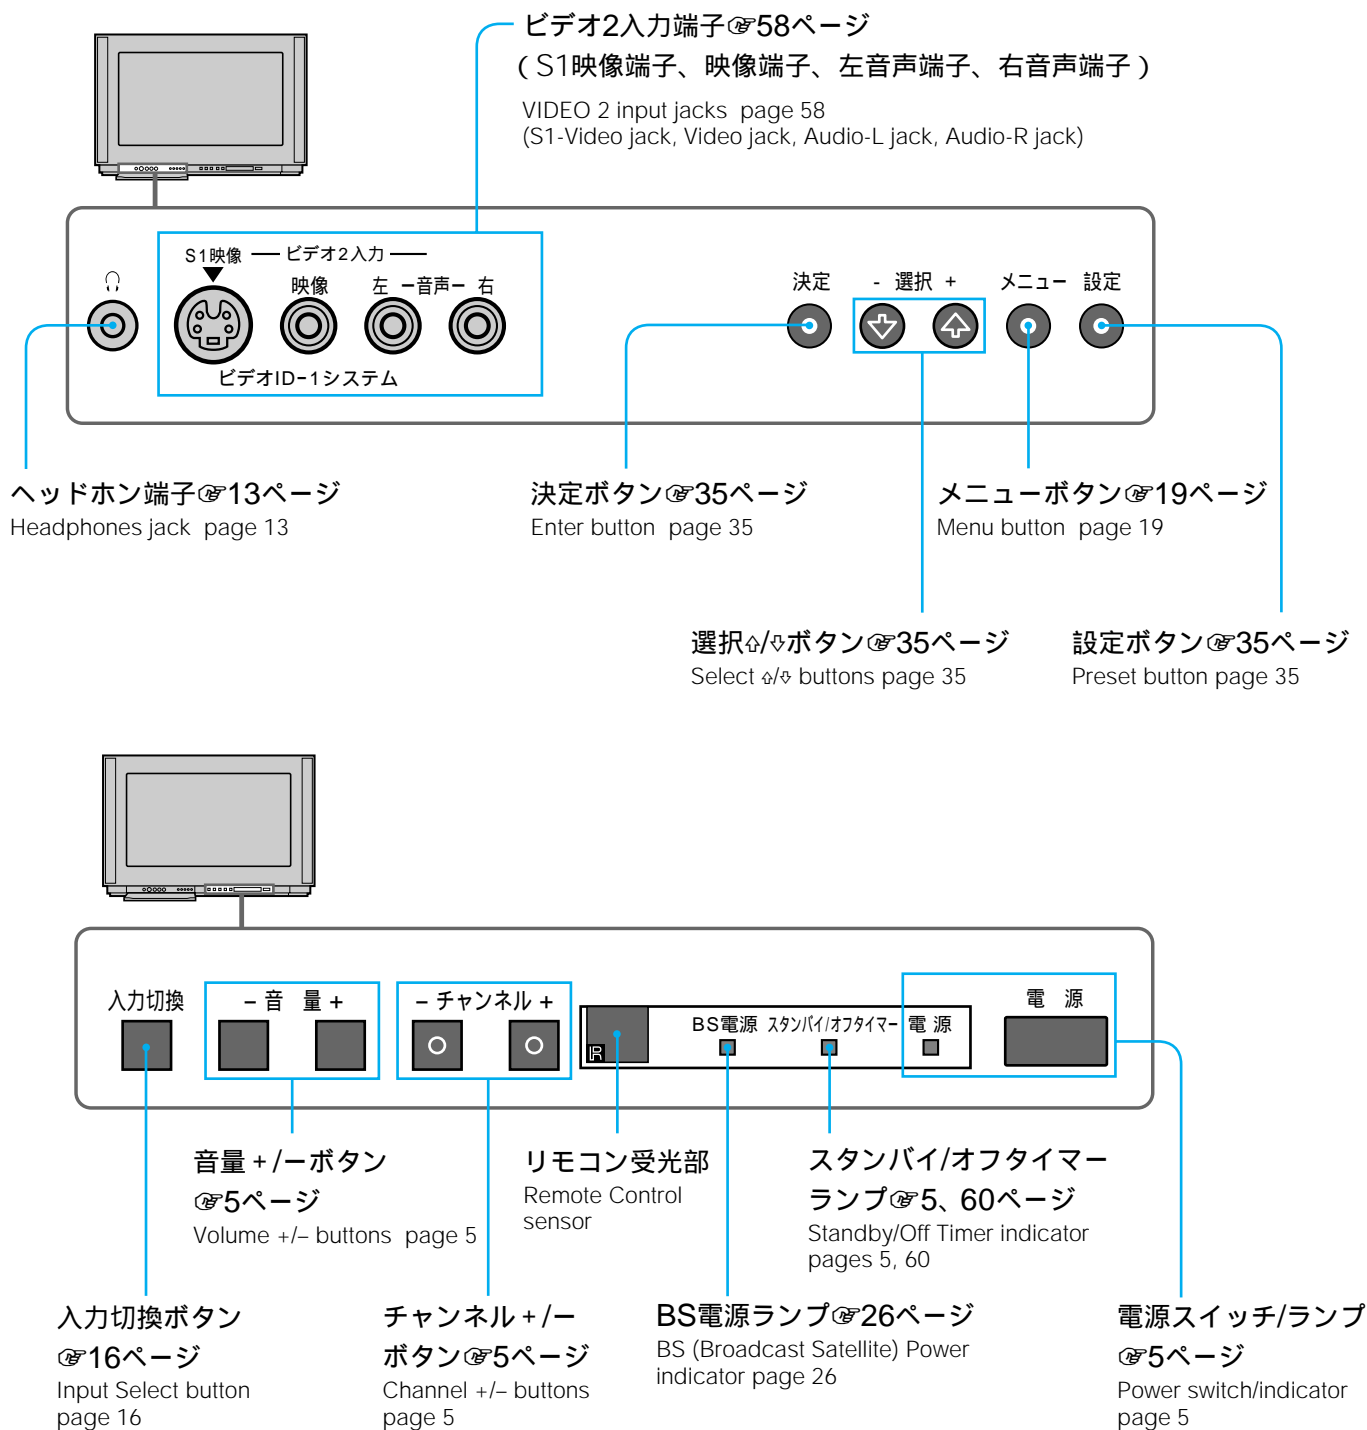 ビデオ2入力端子☞58ページ
(S1映像端子、映像端子、左音声端子、右音声端子)
VIDEO 2 input jacks page 58
(S1-Video jack, Video jack, Audio-L jack, Audio-R jack)
S1映像 ビデオ2入力
映像 左 ー音声ー 右
ビデオID-1システム
決定 - 選択 + メニュー 設定
ヘッドホン端子☞13ページ
Headphones jack page 13
決定ボタン☞35ページ
Enter button page 35
メニューボタン☞19ページ
Menu button page 19
選択⇧/⇩ボタン☞35ページ
Select ⇧/⇩ buttons page 35
設定ボタン☞35ページ
Preset button page 35
入力切換 – 音 量 + – チャンネル +
R
BS電源 スタンバイ/オフタイマー 電 源
電 源
音量+/ーボタン
☞5ページ
Volume +/– buttons page 5
リモコン受光部
Remote Control
sensor
スタンバイ/オフタイマー
ランプ☞5、60ページ
Standby/Off Timer indicator
pages 5, 60
入力切換ボタン
☞16ページ
Input Select button
page 16
チャンネル+/ー
ボタン☞5ページ
Channel +/– buttons
page 5
BS電源ランプ☞26ページ
BS (Broadcast Satellite) Power
indicator page 26
電源スイッチ/ランプ
☞5ページ
Power switch/indicator
page 5